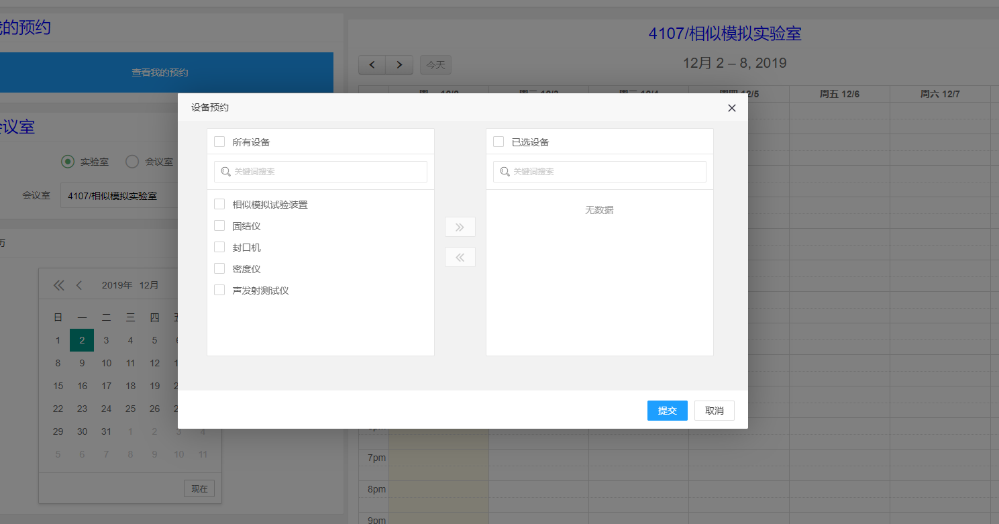 我的预约
查看我的预约
会议室
实验室
会议室
会议室
4107/相似模拟实验室
历
2019年 12月
日 一 二 三 四 五
1 2 3 4 5 6
8 9 10 11 12
15 16 17 18 19
22 23 24 25 26
29 30 31 1 2 3 4
5 6 7 8 9 10 11
现在
4107/相似模拟实验室
今天
12月 2 – 8, 2019
周四 12/5
周五 12/6
周六 12/7
7pm
8pm
9pm
设备预约
所有设备
关键词搜索
相似模拟试验装置
固结仪
封口机
密度仪
声发射测试仪
已选设备
关键词搜索
无数据
提交
取消